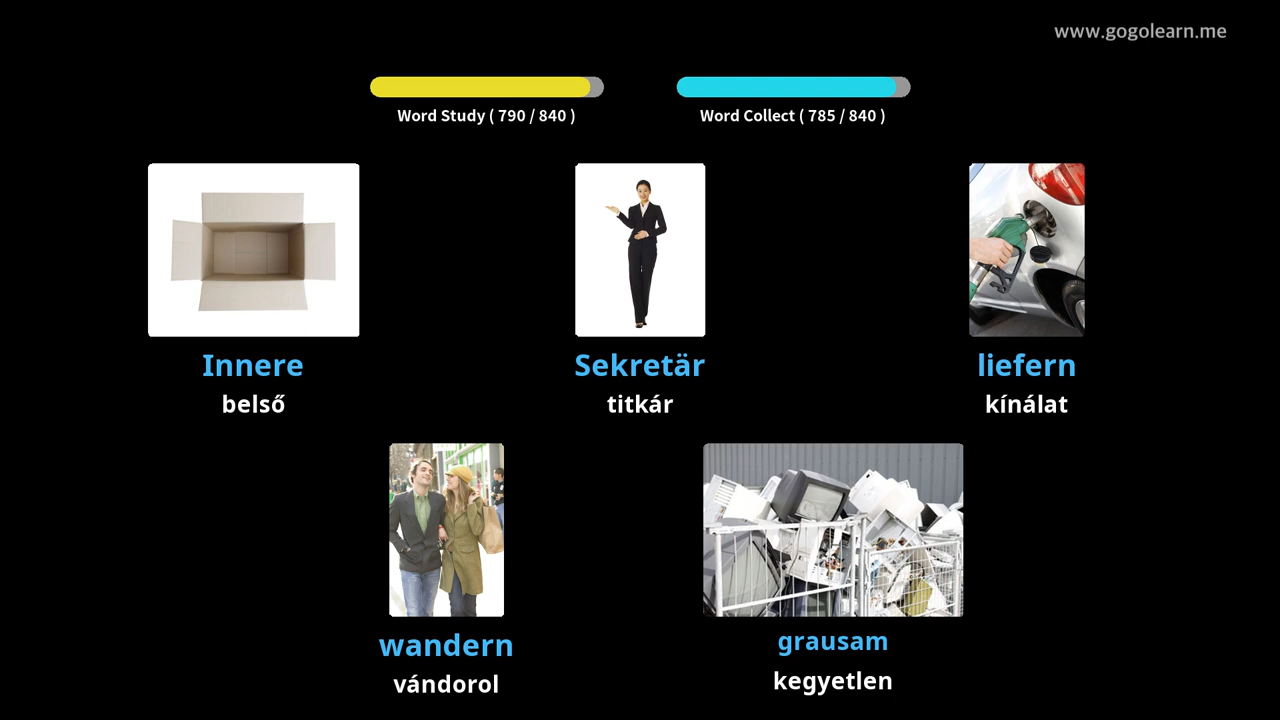 www.gogolearn.me
Word Study ( 790 / 840 )
Word Collect ( 785 / 840 )
Innere
belső
Sekretär
titkár
liefern
kínálat
wandern
vándorol
grausam
kegyetlen